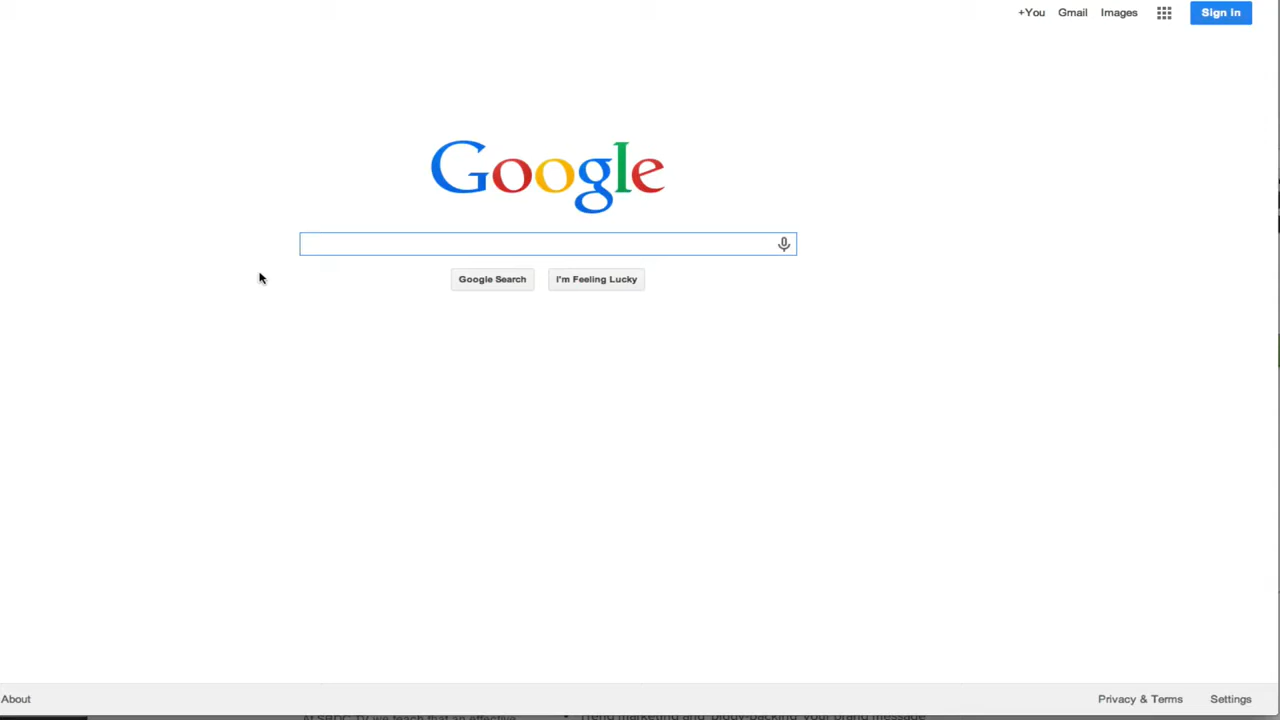 +You Gmail Images Sign in
Google
Google Search I'm Feeling Lucky
About Privacy & Terms Settings